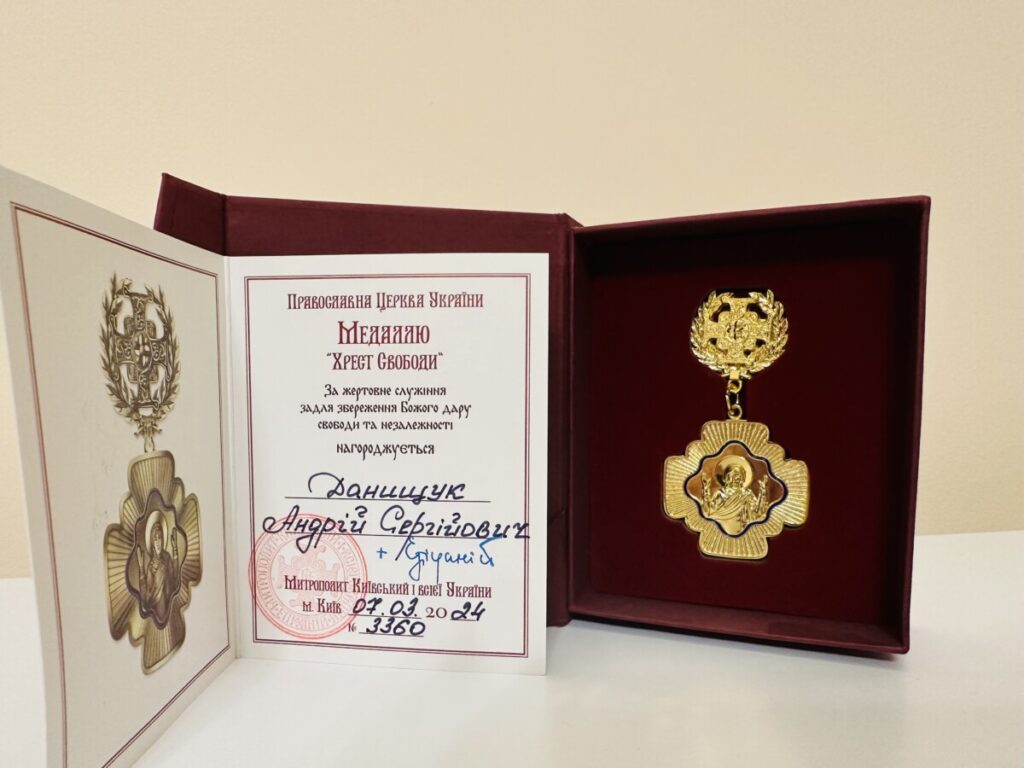 Православна Церква України
Медаллю
"Хрест Свободи"
За жертовне служіння
задля збереження Божого дару
свободи та незалежності
нагороджується
Данищук
Андрій Сергійович
+ Епіфаній
Митрополит Київський і всієї України
м. Київ 07.03.2024
№ 3360